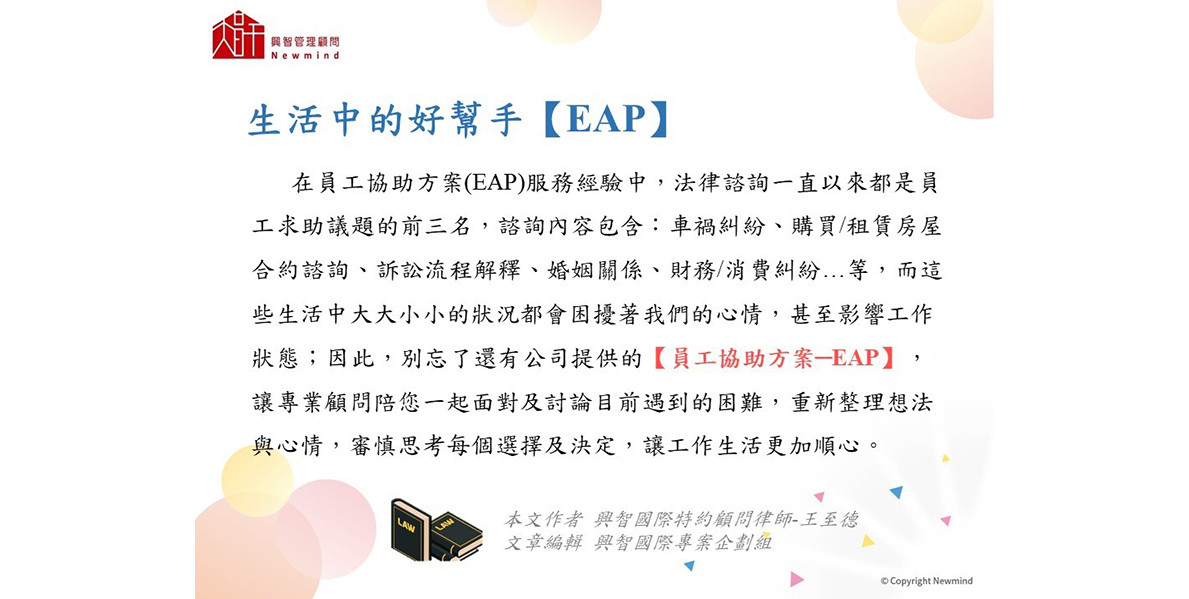 興智管理顧問
Newmind
生活中的好幫手【EAP】
在員工協助方案(EAP)服務經驗中，法律諮詢一直以來都是員
工求助議題的前三名，諮詢內容包含：車禍糾紛、購買/租賃房屋
合約諮詢、訴訟流程解釋、婚姻關係、財務/消費糾紛…等，而這
些生活中大大小小的狀況都會困擾著我們的心情，甚至影響工作
狀態；因此，別忘了還有公司提供的【員工協助方案─EAP】，
讓專業顧問陪您一起面對及討論目前遇到的困難，重新整理想法
與心情，審慎思考每個選擇及決定，讓工作生活更加順心。
LAW
LAW
本文作者 興智國際特約顧問律師-王至德
文章編輯 興智國際專案企劃組
© Copyright Newmind